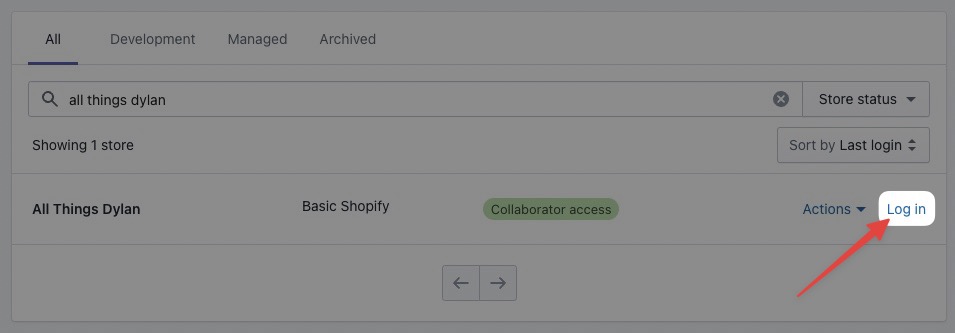 All Development Managed Archived
all things dylan Store status
Showing 1 store Sort by Last login
All Things Dylan Basic Shopify Collaborator access Actions Log in